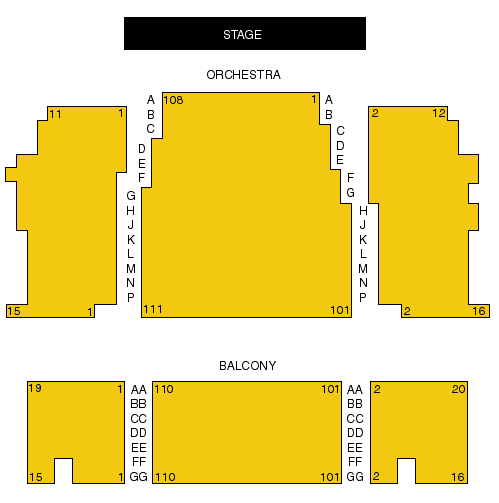 STAGE
ORCHESTRA
108 1
11 1
2 12
A A
B B
C C
D D
E E
F F
G G
H H
J J
K K
L L
M M
N N
P P
15 1 111 101 2 16
BALCONY
19 1 AA 110 101 AA 2 20
BB BB
CC CC
DD DD
EE EE
FF FF
15 1 GG 110 101 GG 2 16